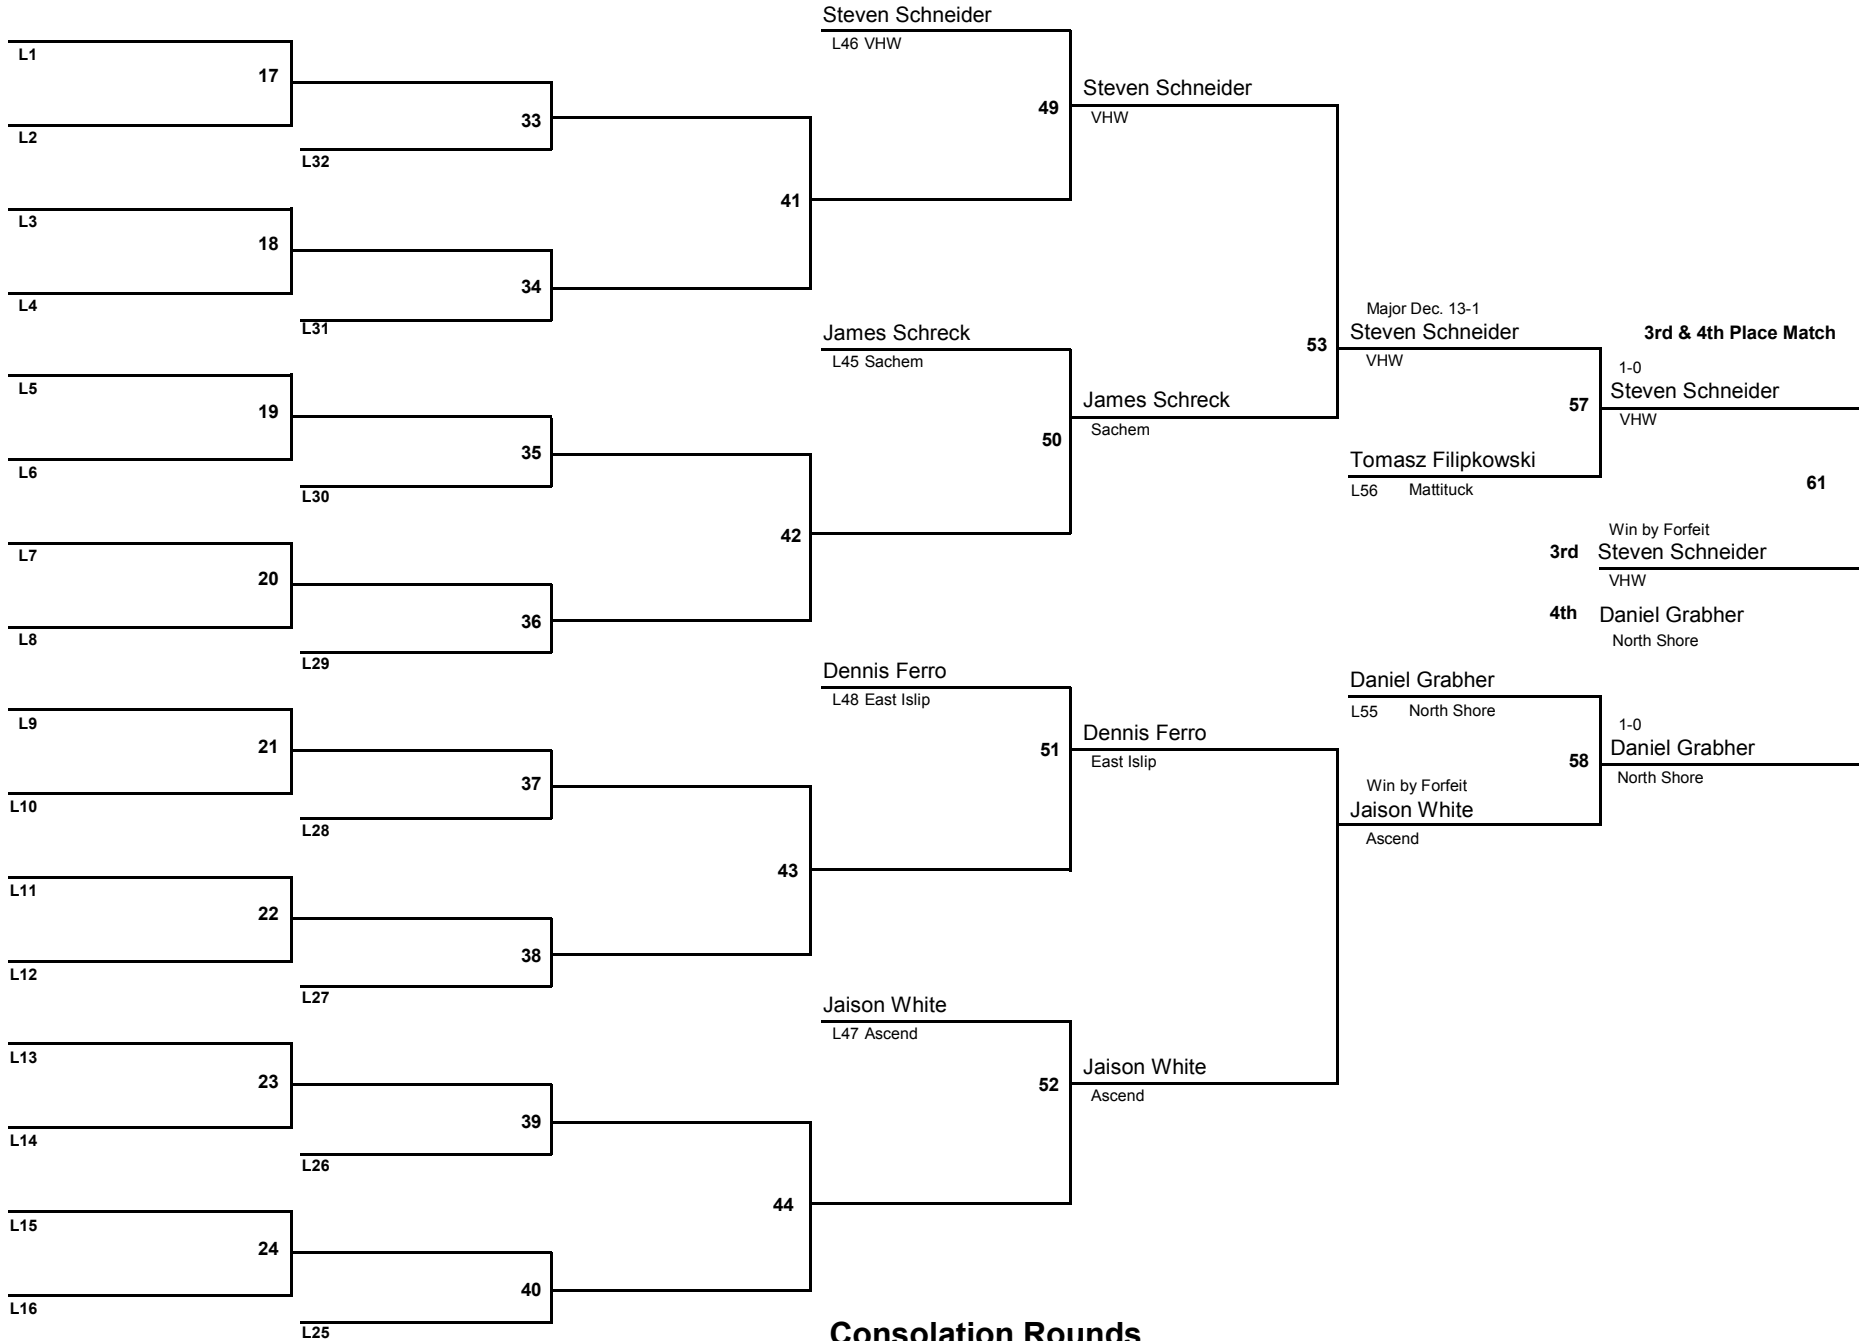 Steven Schneider
L46 VHW
L1
17
L2
33
L32
Steven Schneider
49
VHW
41
L3
18
L4
34
L31
James Schreck
L45 Sachem
Major Dec. 13-1
Steven Schneider
53
VHW
3rd & 4th Place Match
L5
19
L6
35
L30
James Schreck
Sachem
50
1-0
Steven Schneider
57
VHW
Tomasz Filipkowski
L56 Mattituck
61
42
L7
20
L8
36
L29
Win by Forfeit
3rd Steven Schneider
VHW
4th Daniel Grabher
North Shore
Dennis Ferro
L48 East Islip
Daniel Grabher
L55 North Shore
L9
21
L10
37
L28
51
Dennis Ferro
East Islip
1-0
Daniel Grabher
58
North Shore
Win by Forfeit
Jaison White
Ascend
43
L11
22
L12
38
L27
Jaison White
L47 Ascend
L13
23
L14
39
L26
52
Jaison White
Ascend
44
L15
24
L16
40
L25
Consolation Rounds